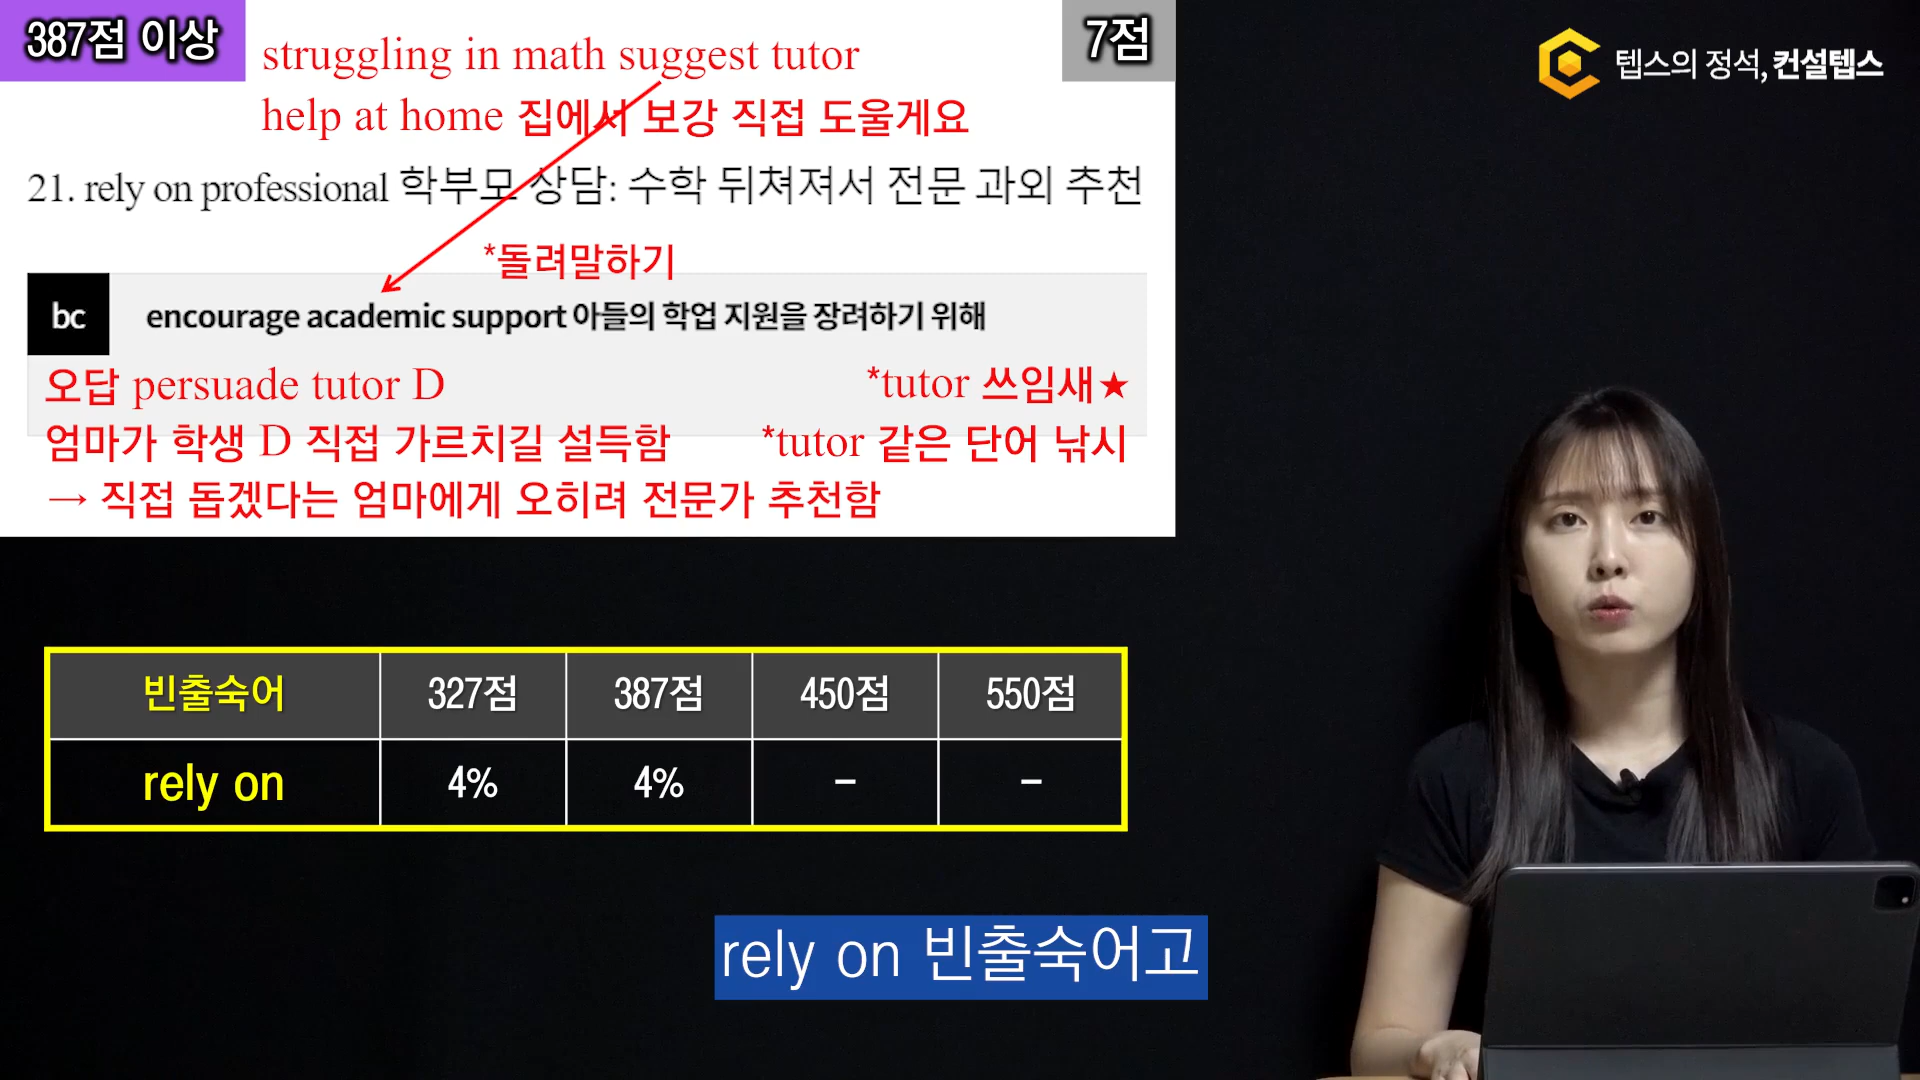 387점 이상
struggling in math suggest tutor
7점
텝스의 정석, 컨설텝스
help at home 집에서 보강 직접 도울게요
21. rely on professional 학부모 상담: 수학 뒤쳐져서 전문 과외 추천
*돌려말하기
bc
encourage academic support 아들의 학업 지원을 장려하기 위해
오답 persuade tutor D
*tutor 쓰임새★
엄마가 학생 D 직접 가르치길 설득함
*tutor 같은 단어 낚시
→ 직접 돕겠다는 엄마에게 오히려 전문가 추천함
빈출숙어 327점 387점 450점 550점
rely on 4% 4% – –
rely on 빈출숙어고